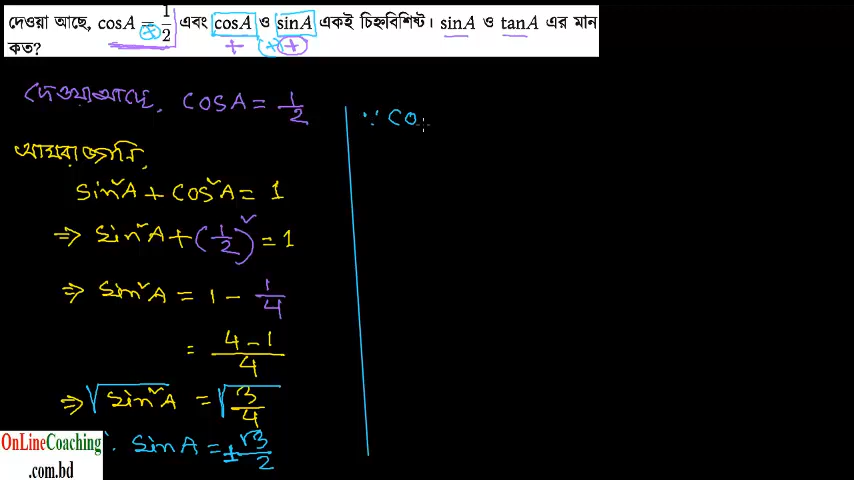 দেওয়া আছে, cosA = 1/2 এবং cosA ও sinA একই চিহ্নবিশিষ্ট। sinA ও tanA এর মান
কত?
+ (+) +
দেওয়া আছে, cosA = 1/2
আমরা জানি,
sin²A + cos²A = 1
⇒ sin²A + (1/2)² = 1
⇒ sin²A = 1 - 1/4
= 4-1/4
⇒ √sin²A = √3/4
∴ sinA = ±√3/2
∵ co
OnLineCoaching
.com.bd